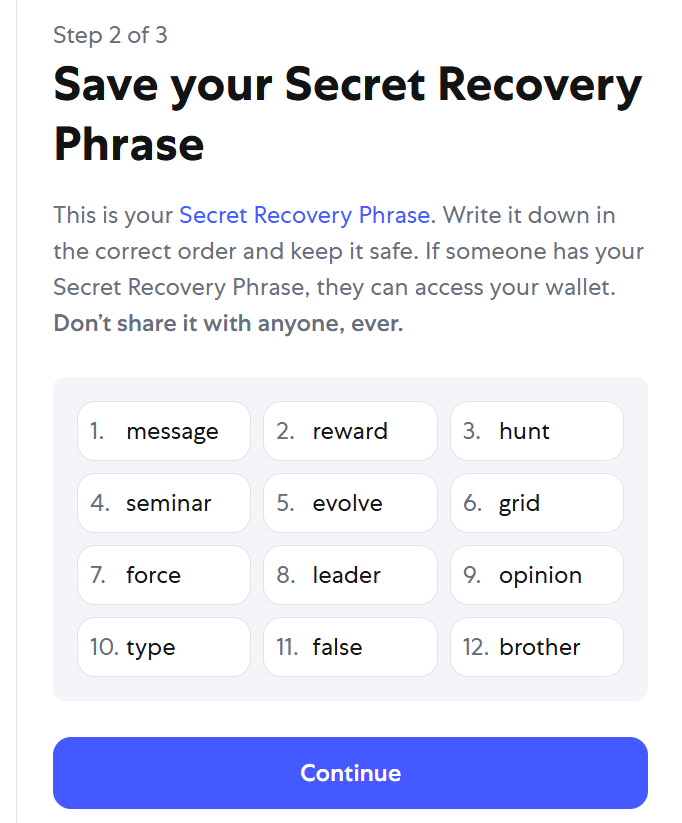 Step 2 of 3
Save your Secret Recovery
Phrase
This is your Secret Recovery Phrase. Write it down in
the correct order and keep it safe. If someone has your
Secret Recovery Phrase, they can access your wallet.
Don’t share it with anyone, ever.
1. message 2. reward 3. hunt
4. seminar 5. evolve 6. grid
7. force 8. leader 9. opinion
10. type 11. false 12. brother
Continue